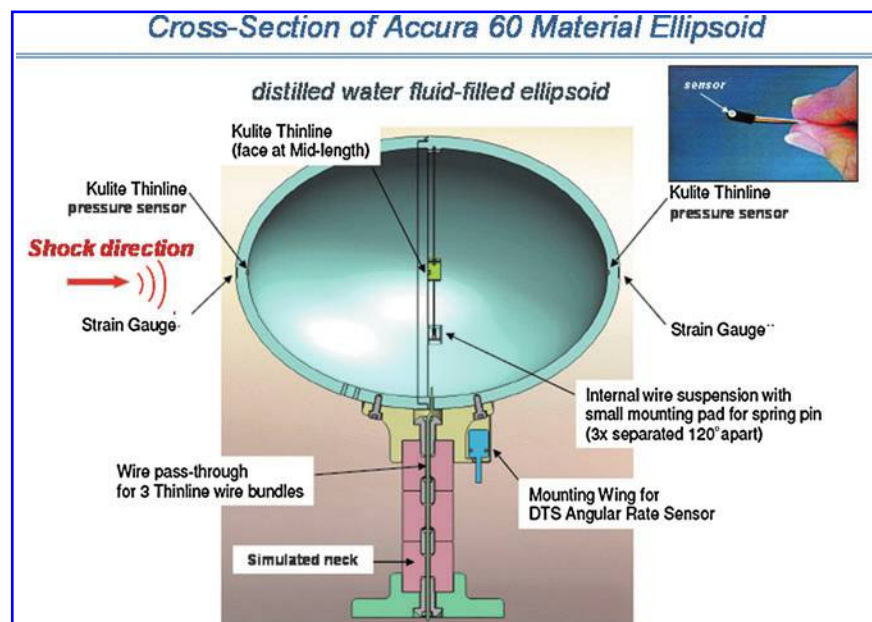 Cross-Section of Accura 60 Material Ellipsoid
distilled water fluid-filled ellipsoid
sensor
Kulite Thinline
(face at Mid-length)
Kulite Thinline
pressure sensor
Kulite Thinline
pressure sensor
Shock direction
Strain Gauge
Strain Gauge
Internal wire suspension with
small mounting pad for spring pin
(3x separated 120° apart)
Wire pass-through
for 3 Thinline wire bundles
Mounting Wing for
DTS Angular Rate Sensor
Simulated neck